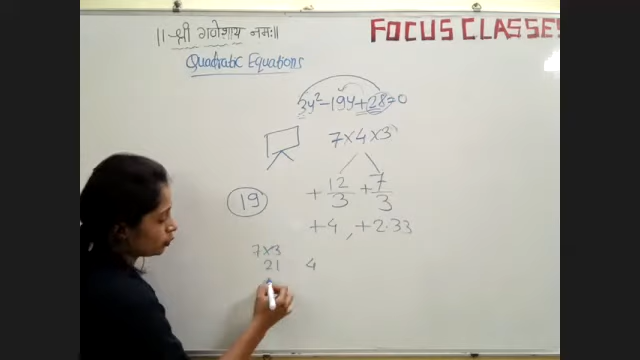 ॥श्री गणेशाय नमः॥
FOCUS CLASSES
Quadratic Equations
3y²-19y+28=0
7×4×3
+12/3 +7/3
19
+4, +2.33
7×3
21 4